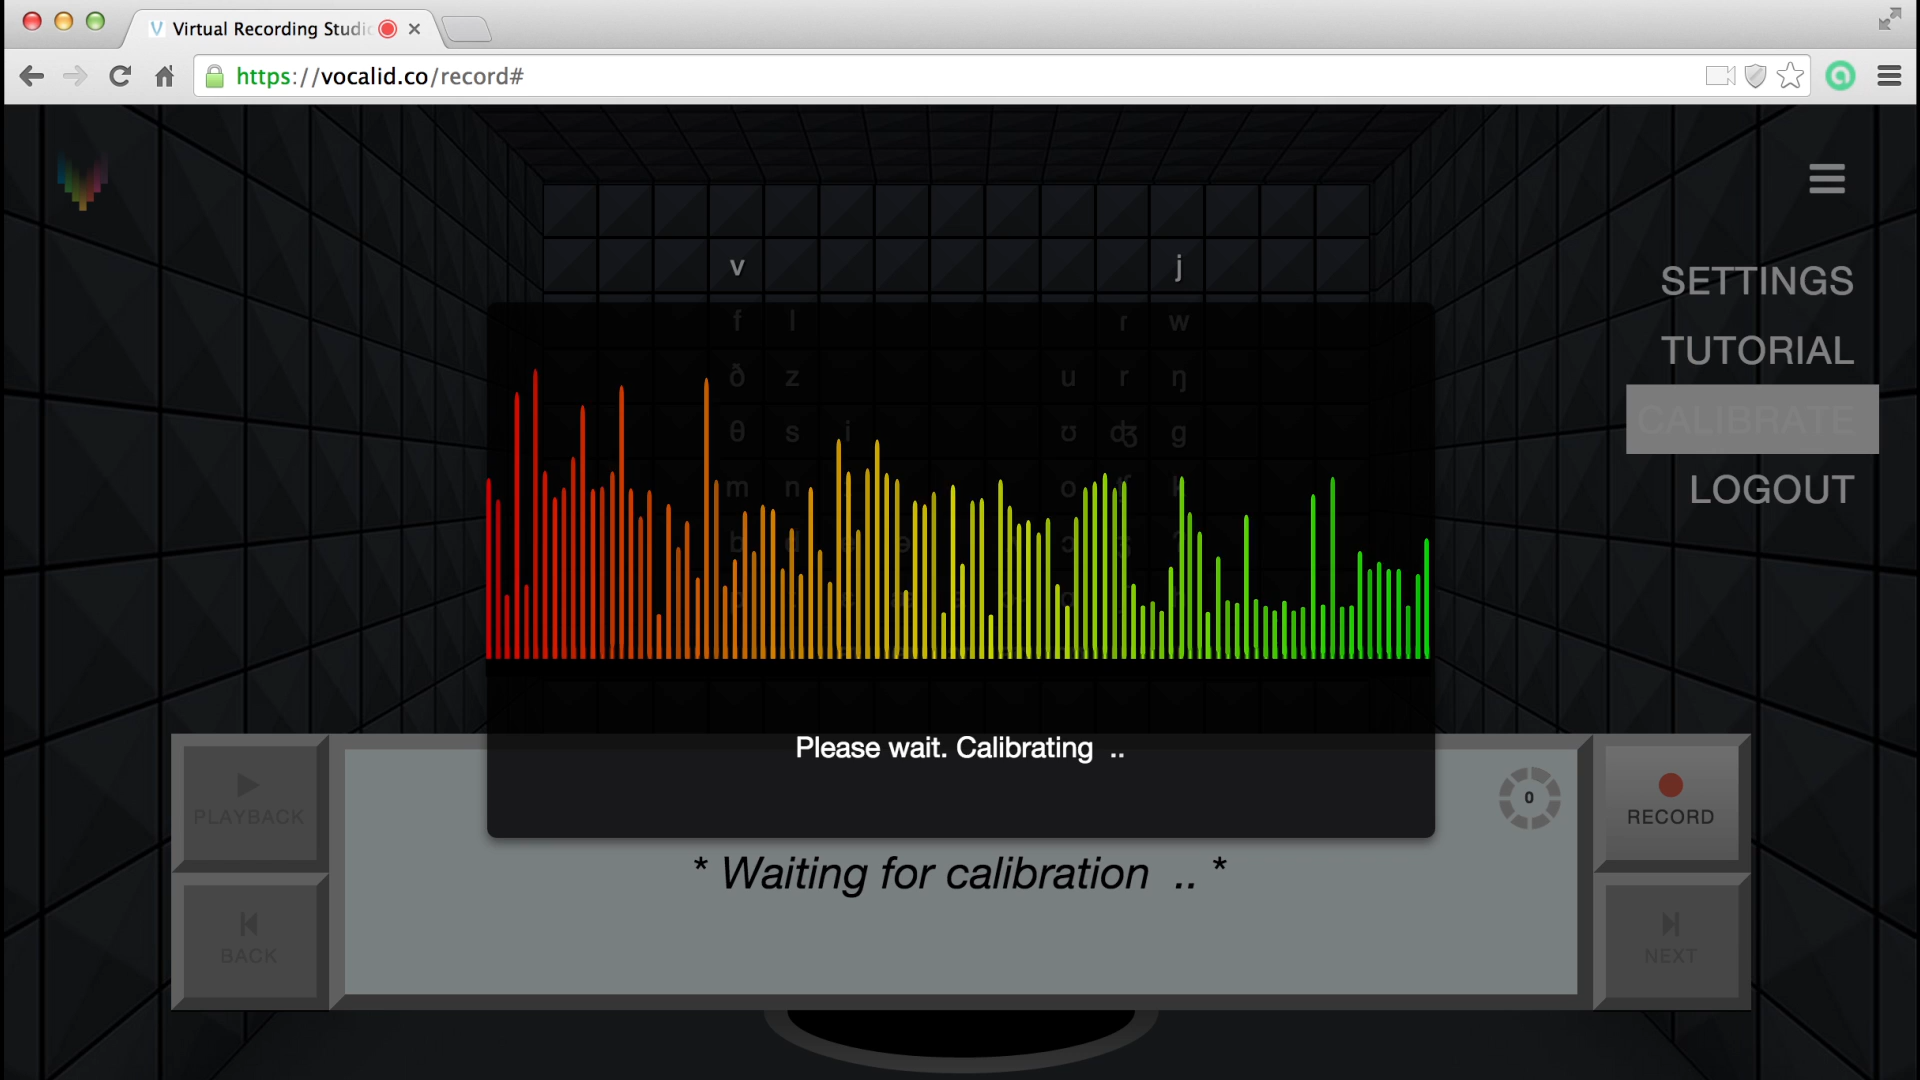 V Virtual Recording Studi
https://vocalid.co/record#
v j
f l r w
ð z u r ŋ
θ s i ʊ ʤ g
m n o
SETTINGS
TUTORIAL
CALIBRATE
LOGOUT
Please wait. Calibrating ..
PLAYBACK
0
RECORD
* Waiting for calibration .. *
BACK
NEXT